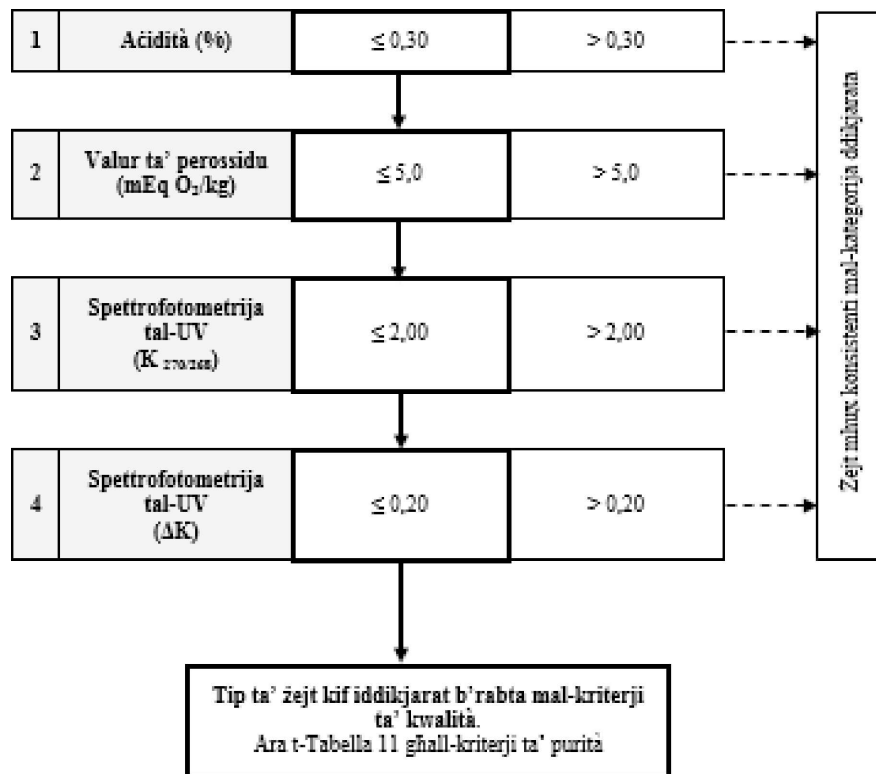 1 Aċidità (%) ≤ 0,30 > 0,30
2 Valur ta’ perossidu
(mEq O₂/kg) ≤ 5,0 > 5,0
3 Spettrofotometrija
tal-UV
(K 270/268) ≤ 2,00 > 2,00
4 Spettrofotometrija
tal-UV
(ΔK) ≤ 0,20 > 0,20
Żejt mhux konsistenti mal-kategorija ddikjarata
Tip ta’ żejt kif iddikjarat b’rabta mal-kriterji
ta’ kwalità.
Ara t-Tabella 11 għall-kriterji ta’ purità